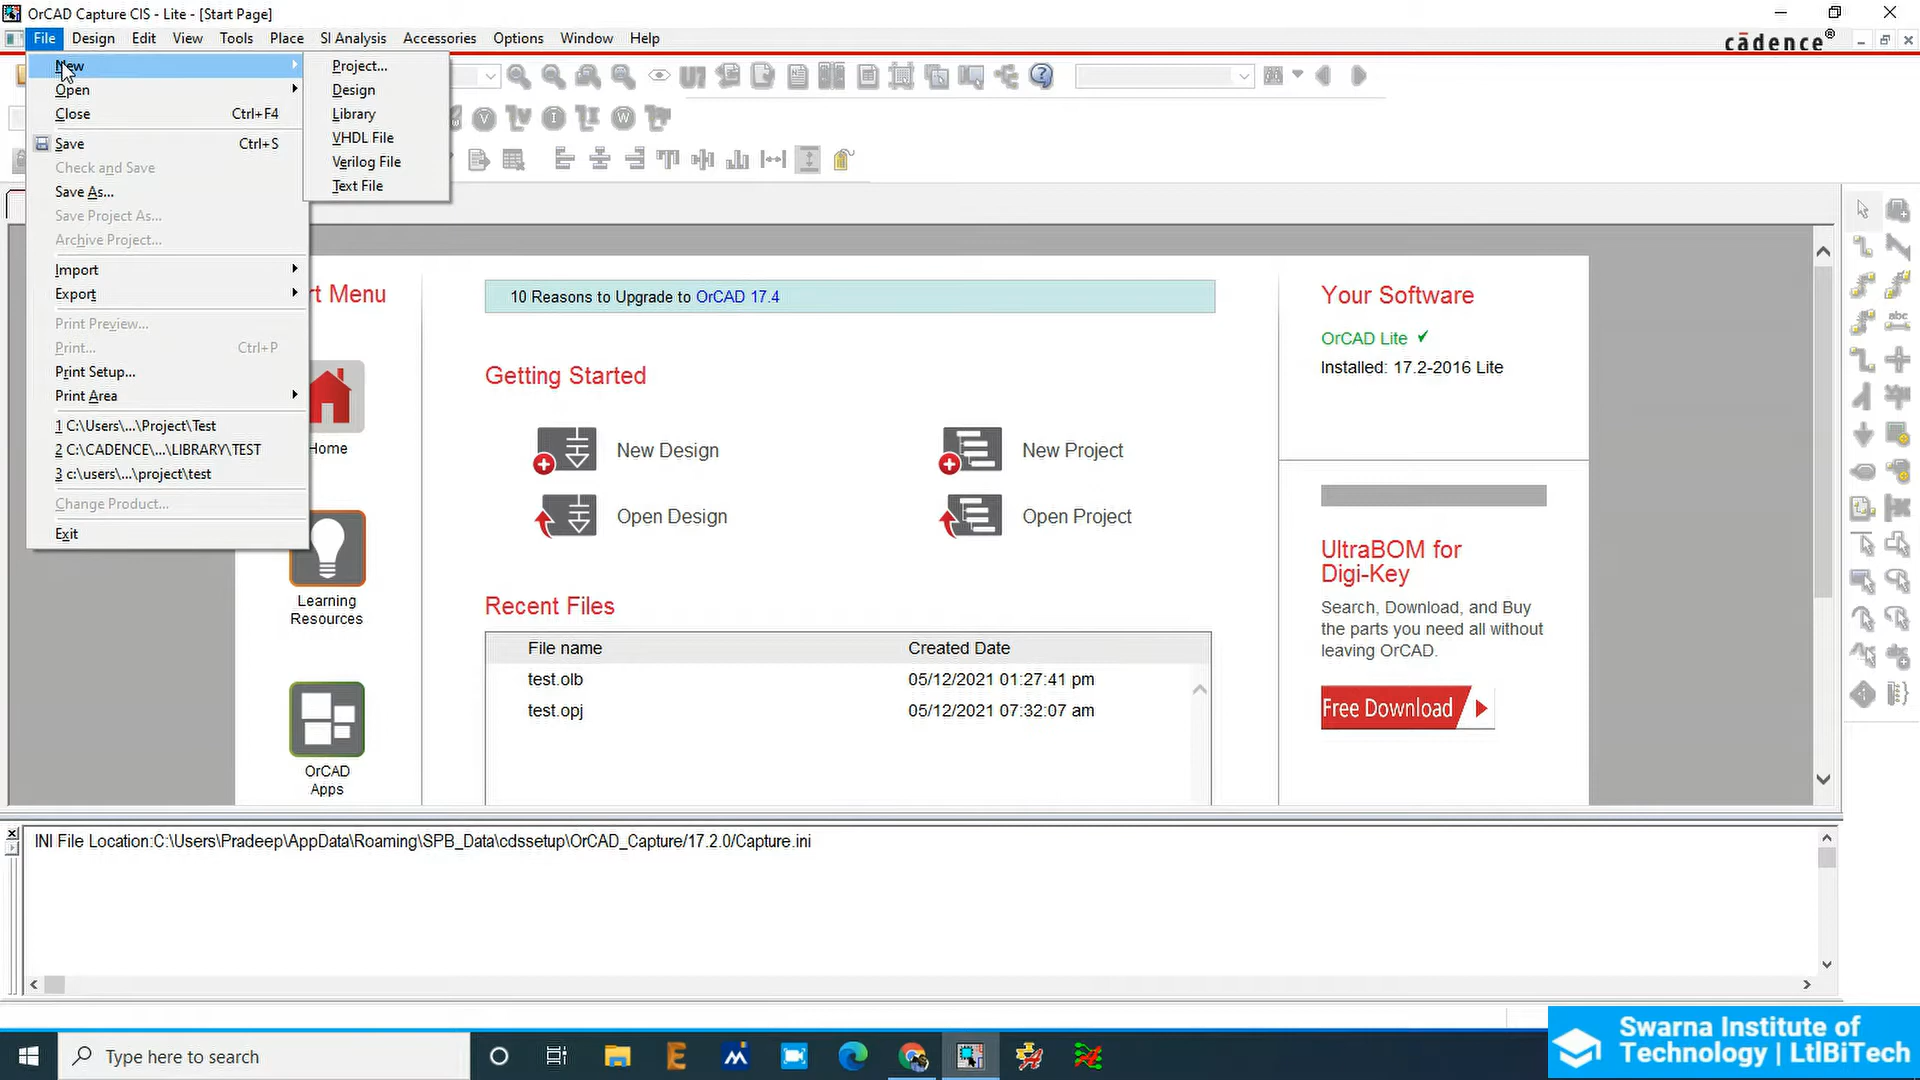 OrCAD Capture CIS - Lite - [Start Page]
File Design Edit View Tools Place SI Analysis Accessories Options Window Help
cādence®
New
Open
Close Ctrl+F4
Save Ctrl+S
Check and Save
Save As...
Save Project As...
Archive Project...
Import
Export
Print Preview...
Print... Ctrl+P
Print Setup...
Print Area
1 C:\Users\...\Project\Test
2 C:\CADENCE\...\LIBRARY\TEST
3 c:\users\...\project\test
Change Product...
Exit
Project...
Design
Library
VHDL File
Verilog File
Text File
U?
V
V
I
I
W
rt Menu
Home
Learning
Resources
OrCAD
Apps
10 Reasons to Upgrade to OrCAD 17.4
Getting Started
New Design
New Project
Open Design
Open Project
Recent Files
File name Created Date
test.olb 05/12/2021 01:27:41 pm
test.opj 05/12/2021 07:32:07 am
Your Software
OrCAD Lite ✓
Installed: 17.2-2016 Lite
UltraBOM for
Digi-Key
Search, Download, and Buy
the parts you need all without
leaving OrCAD.
Free Download
abc
INI File Location:C:\Users\Pradeep\AppData\Roaming\SPB_Data\cdssetup\OrCAD_Capture/17.2.0/Capture.ini
Type here to search
Swarna Institute of
Technology | LtIBiTech